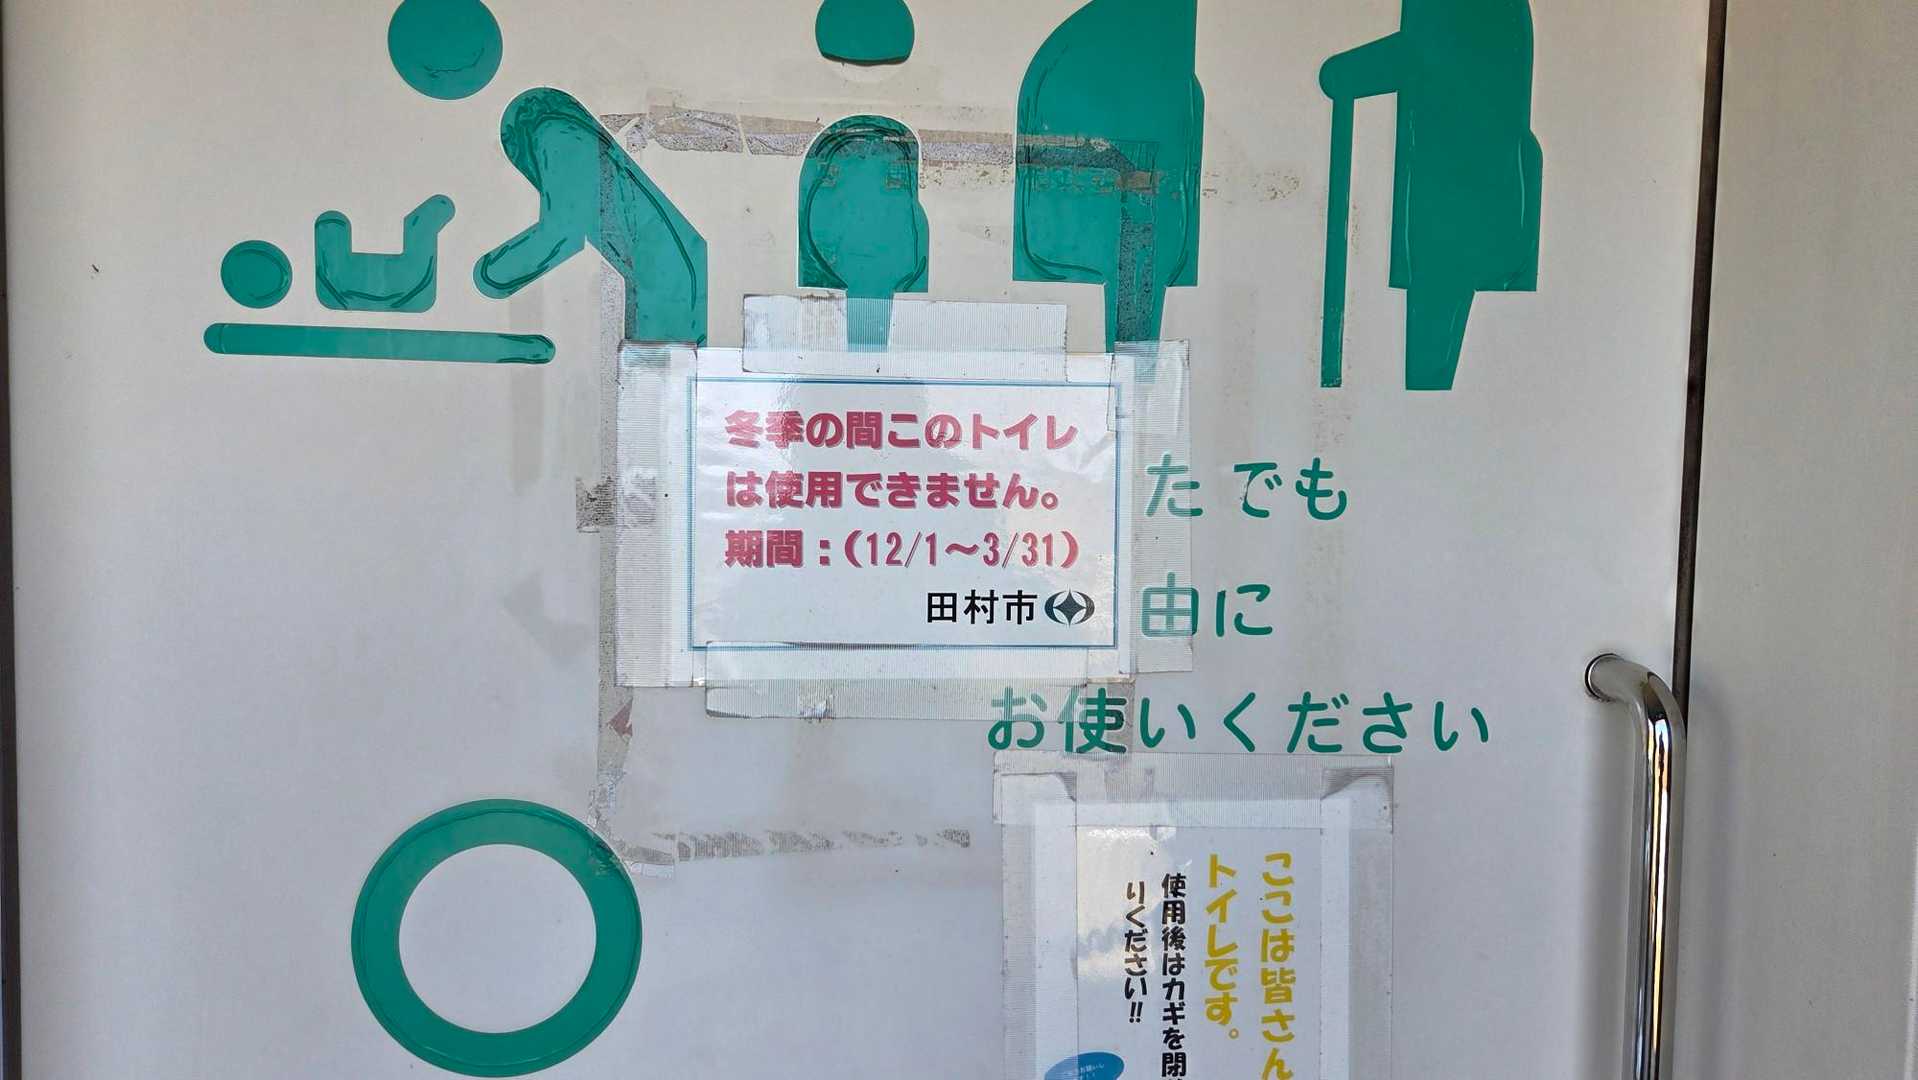 冬季の間このトイレ
は使用できません。
期間：(12/1～3/31)
田村市
たでも
由に
お使いください
ここは皆さん
トイレです。
使用後はカギを閉
りください!!